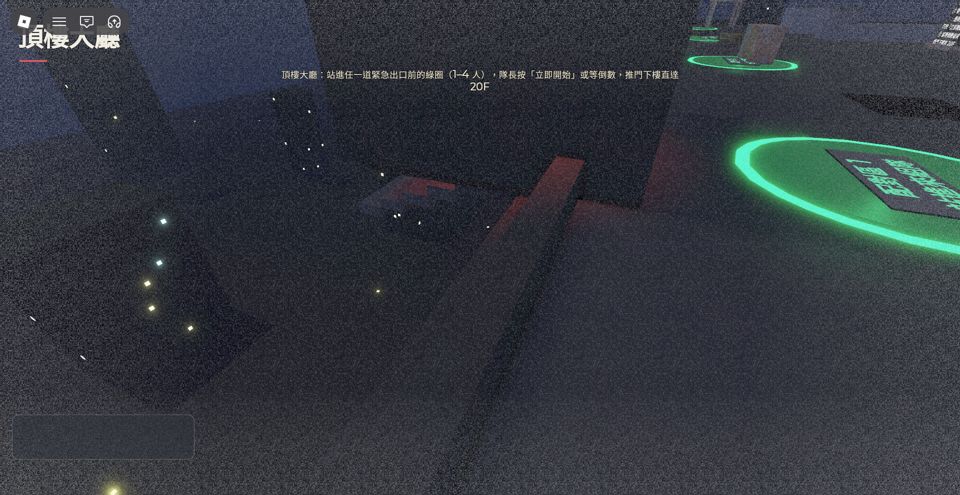 頂樓大廳
頂樓大廳：站進任一道緊急出口前的綠圈（1–4 人），隊長按「立即開始」或等倒數，推門下樓直達
20F